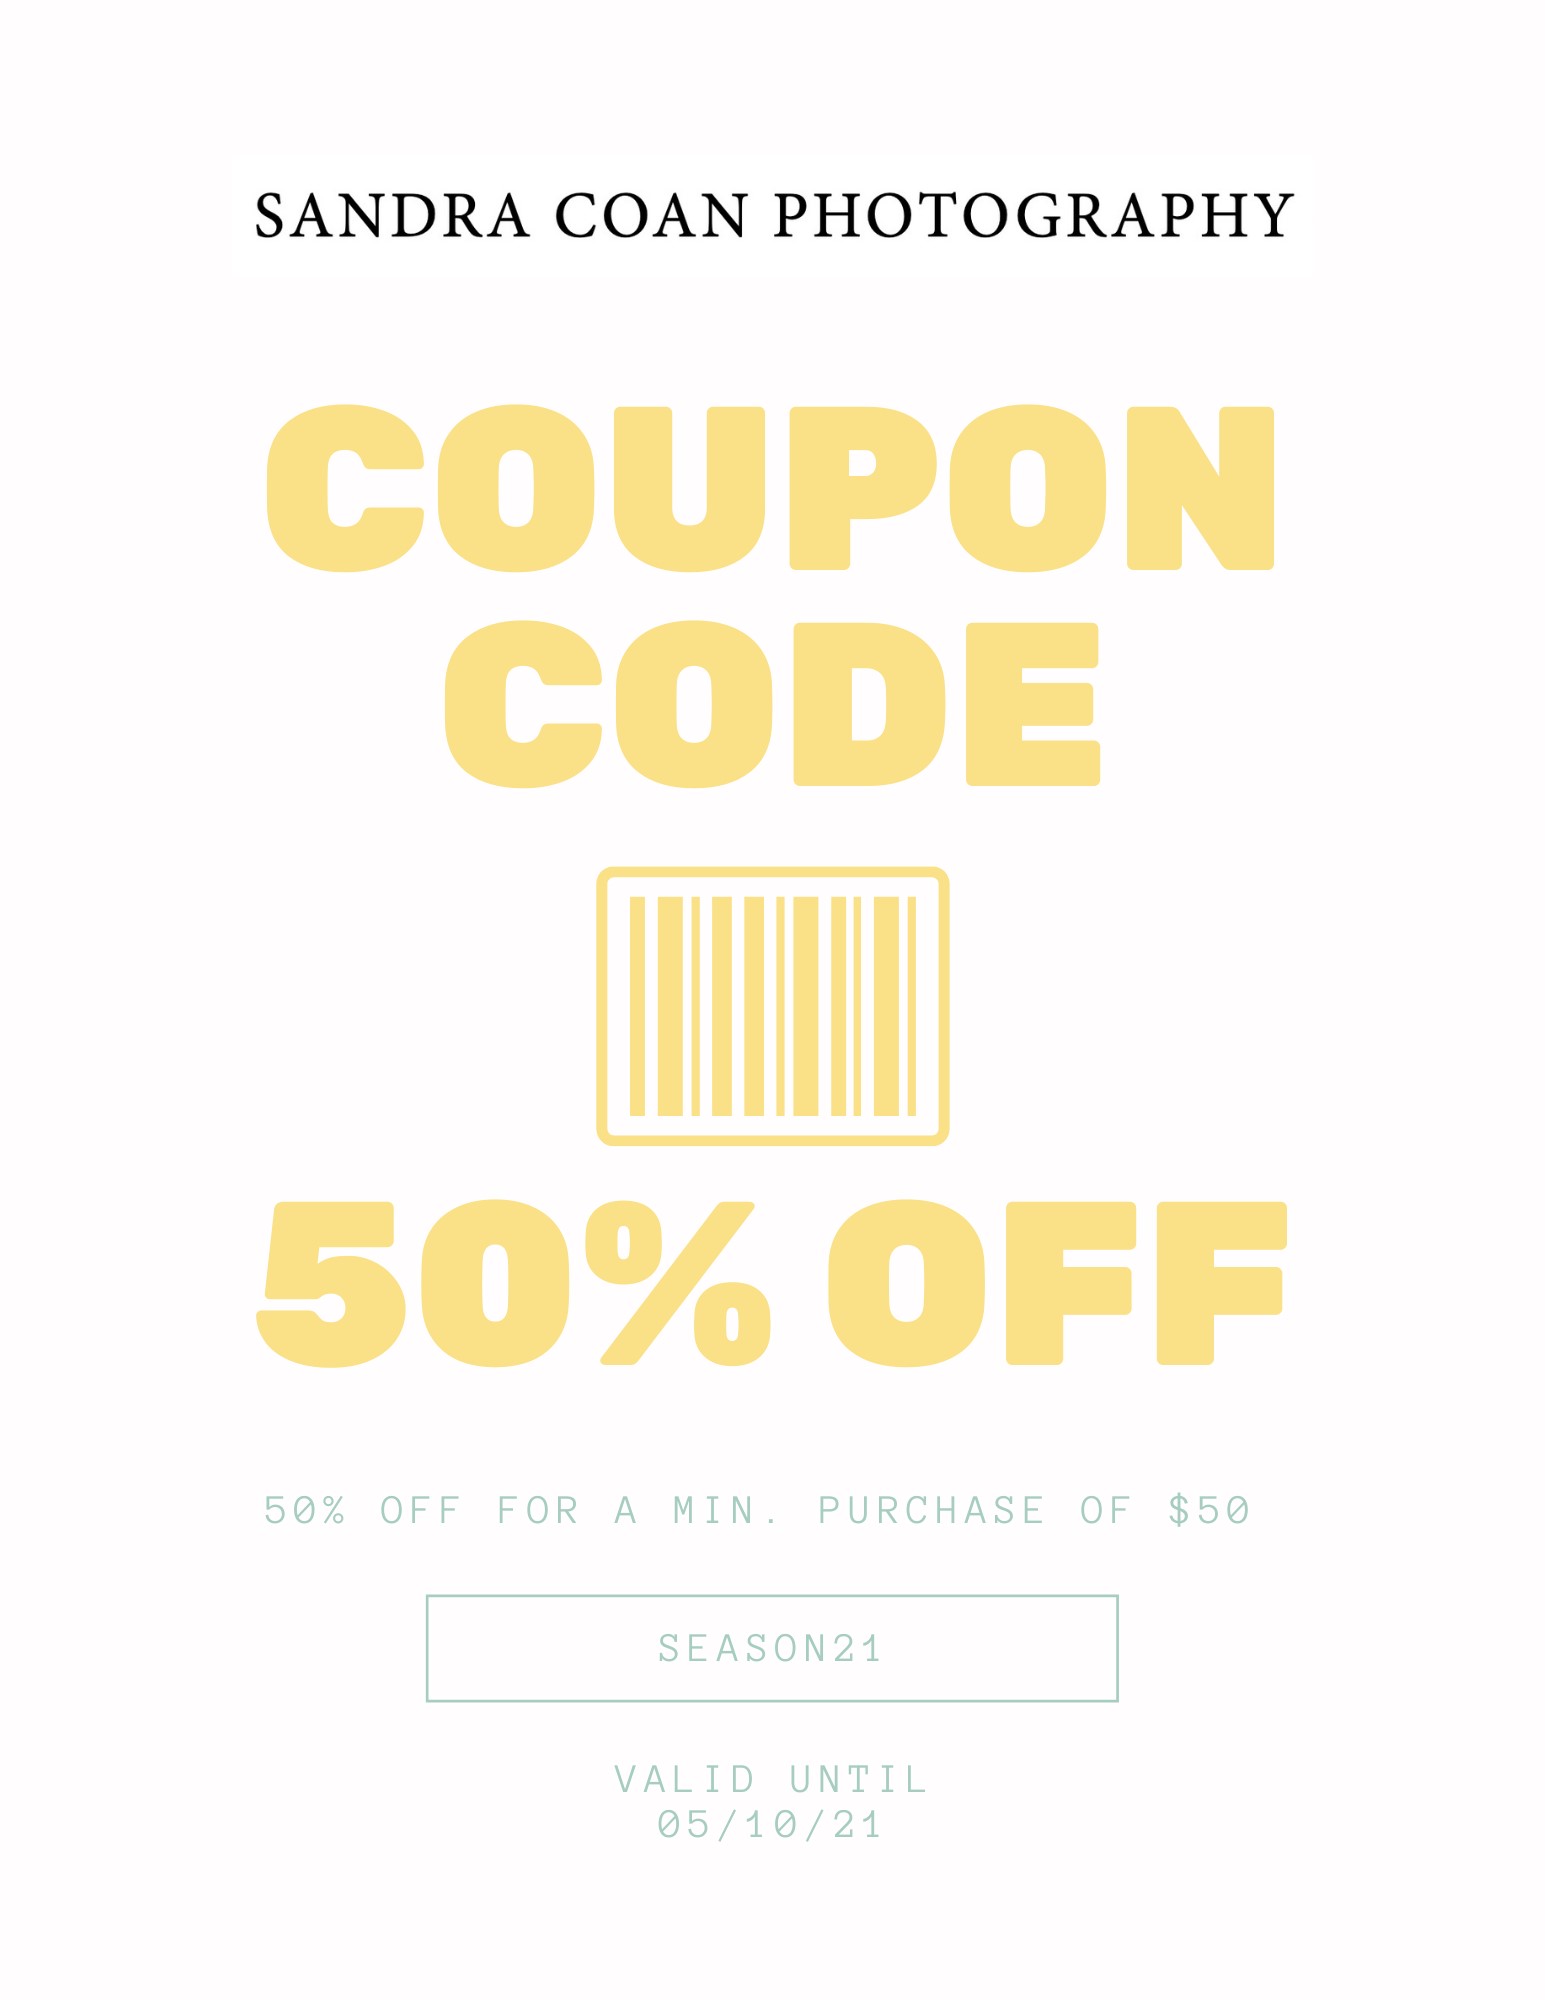 SANDRA COAN PHOTOGRAPHY
COUPON
CODE
50% OFF
50% OFF FOR A MIN. PURCHASE OF $50
SEASON21
VALID UNTIL
05/10/21